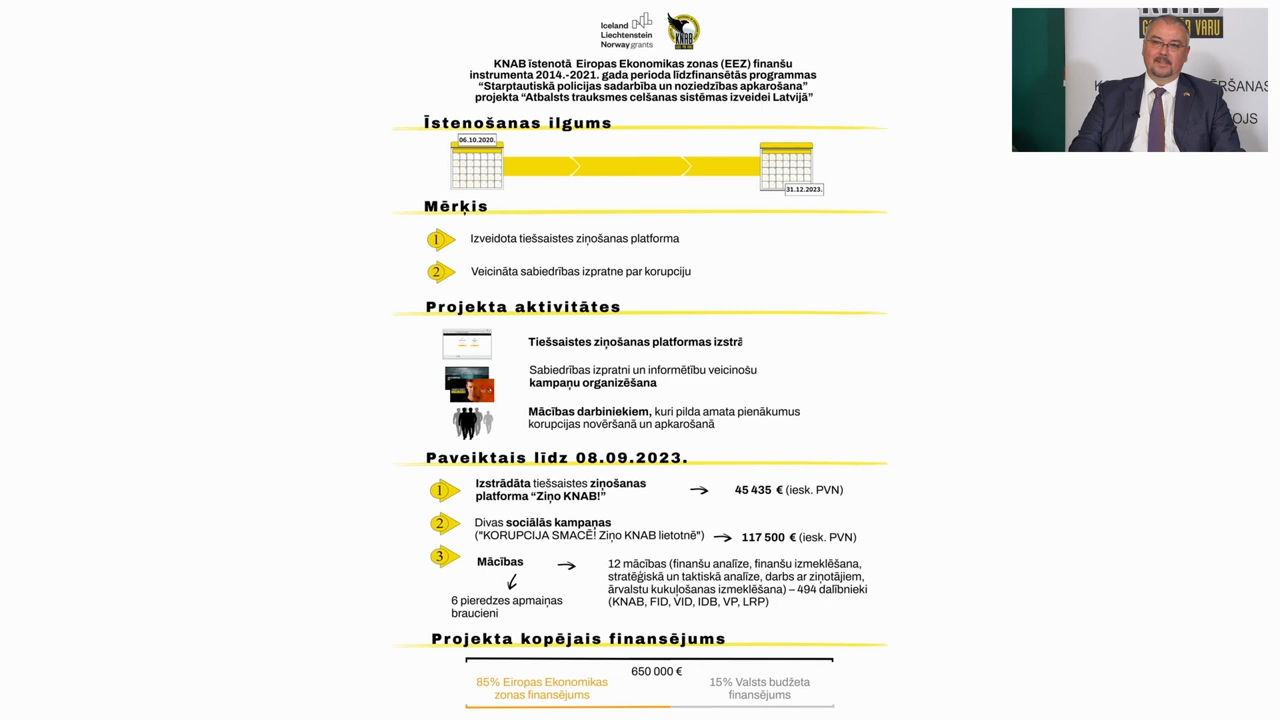 Iceland
Liechtenstein
Norway grants
KNAB
KNAB īstenotā Eiropas Ekonomikas zonas (EEZ) finanšu
instrumenta 2014.-2021. gada perioda līdzfinansētās programmas
“Starptautiskā policijas sadarbība un noziedzības apkarošana”
projekta “Atbalsts trauksmes celšanas sistēmas izveidei Latvijā”
Īstenošanas ilgums
06.10.2020.
31.12.2023.
Mērķis
1 Izveidota tiešsaistes ziņošanas platforma
2 Veicināta sabiedrības izpratne par korupciju
Projekta aktivitātes
Tiešsaistes ziņošanas platformas izstrā
Sabiedrības izpratni un informētību veicinošu
kampaņu organizēšana
Mācības darbiniekiem, kuri pilda amata pienākumus
korupcijas novēršanā un apkarošanā
Paveiktais līdz 08.09.2023.
1 Izstrādāta tiešsaistes ziņošanas
platforma “Ziņo KNAB!” 45 435 € (iesk. PVN)
2 Divas sociālās kampaņas
("KORUPCIJA SMACĒ! Ziņo KNAB lietotnē") 117 500 € (iesk. PVN)
3 Mācības
12 mācības (finanšu analīze, finanšu izmeklēšana,
stratēģiskā un taktiskā analīze, darbs ar ziņotājiem,
ārvalstu kukuļošanas izmeklēšana) – 494 dalībnieki
(KNAB, FID, VID, IDB, VP, LRP)
6 pieredzes apmaiņas
braucieni
Projekta kopējais finansējums
650 000 €
85% Eiropas Ekonomikas
zonas finansējums
15% Valsts budžeta
finansējums
KNAB
VARU
ĒRŠANAS
OJS